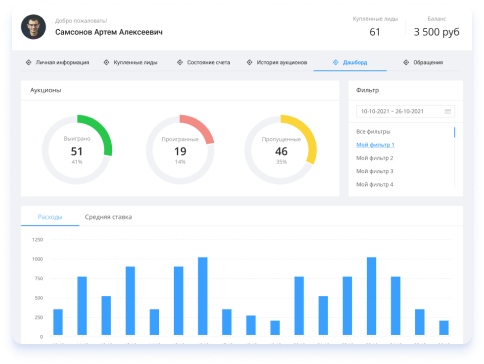 Добро пожаловать!
Самсонов Артем Алексеевич
Купленные лиды
61
Баланс
3 500 руб
Личная информация
Купленные лиды
Состояние счета
История аукционов
Дашборд
Обращения
Аукционы
Выиграно
51
41%
Проигранные
19
14%
Пропущенные
46
35%
Фильтр
10-10-2021 – 26-10-2021
Все фильтры
Мой фильтр 1
Мой фильтр 2
Мой фильтр 3
Мой фильтр 4
Расходы
Средняя ставка
1250
1000
750
500
250
0